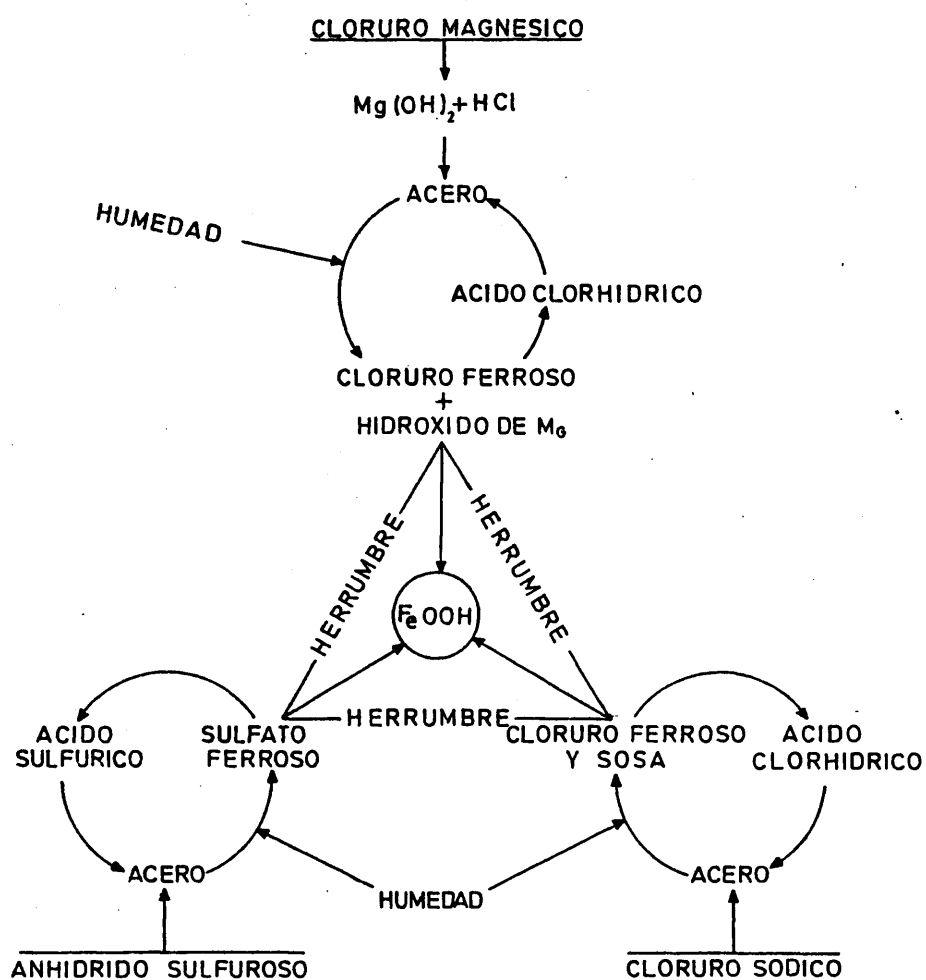 CLORURO MAGNESICO
Mg(OH)₂+HCl
ACERO
HUMEDAD
ACIDO CLORHIDRICO
CLORURO FERROSO
+
HIDROXIDO DE MG
HERRUMBRE
HERRUMBRE
FeOOH
HERRUMBRE
ACIDO
SULFURICO
SULFATO
FERROSO
CLORURO FERROSO
Y SOSA
ACIDO
CLORHIDRICO
ACERO
HUMEDAD
ACERO
ANHIDRIDO SULFUROSO
CLORURO SODICO